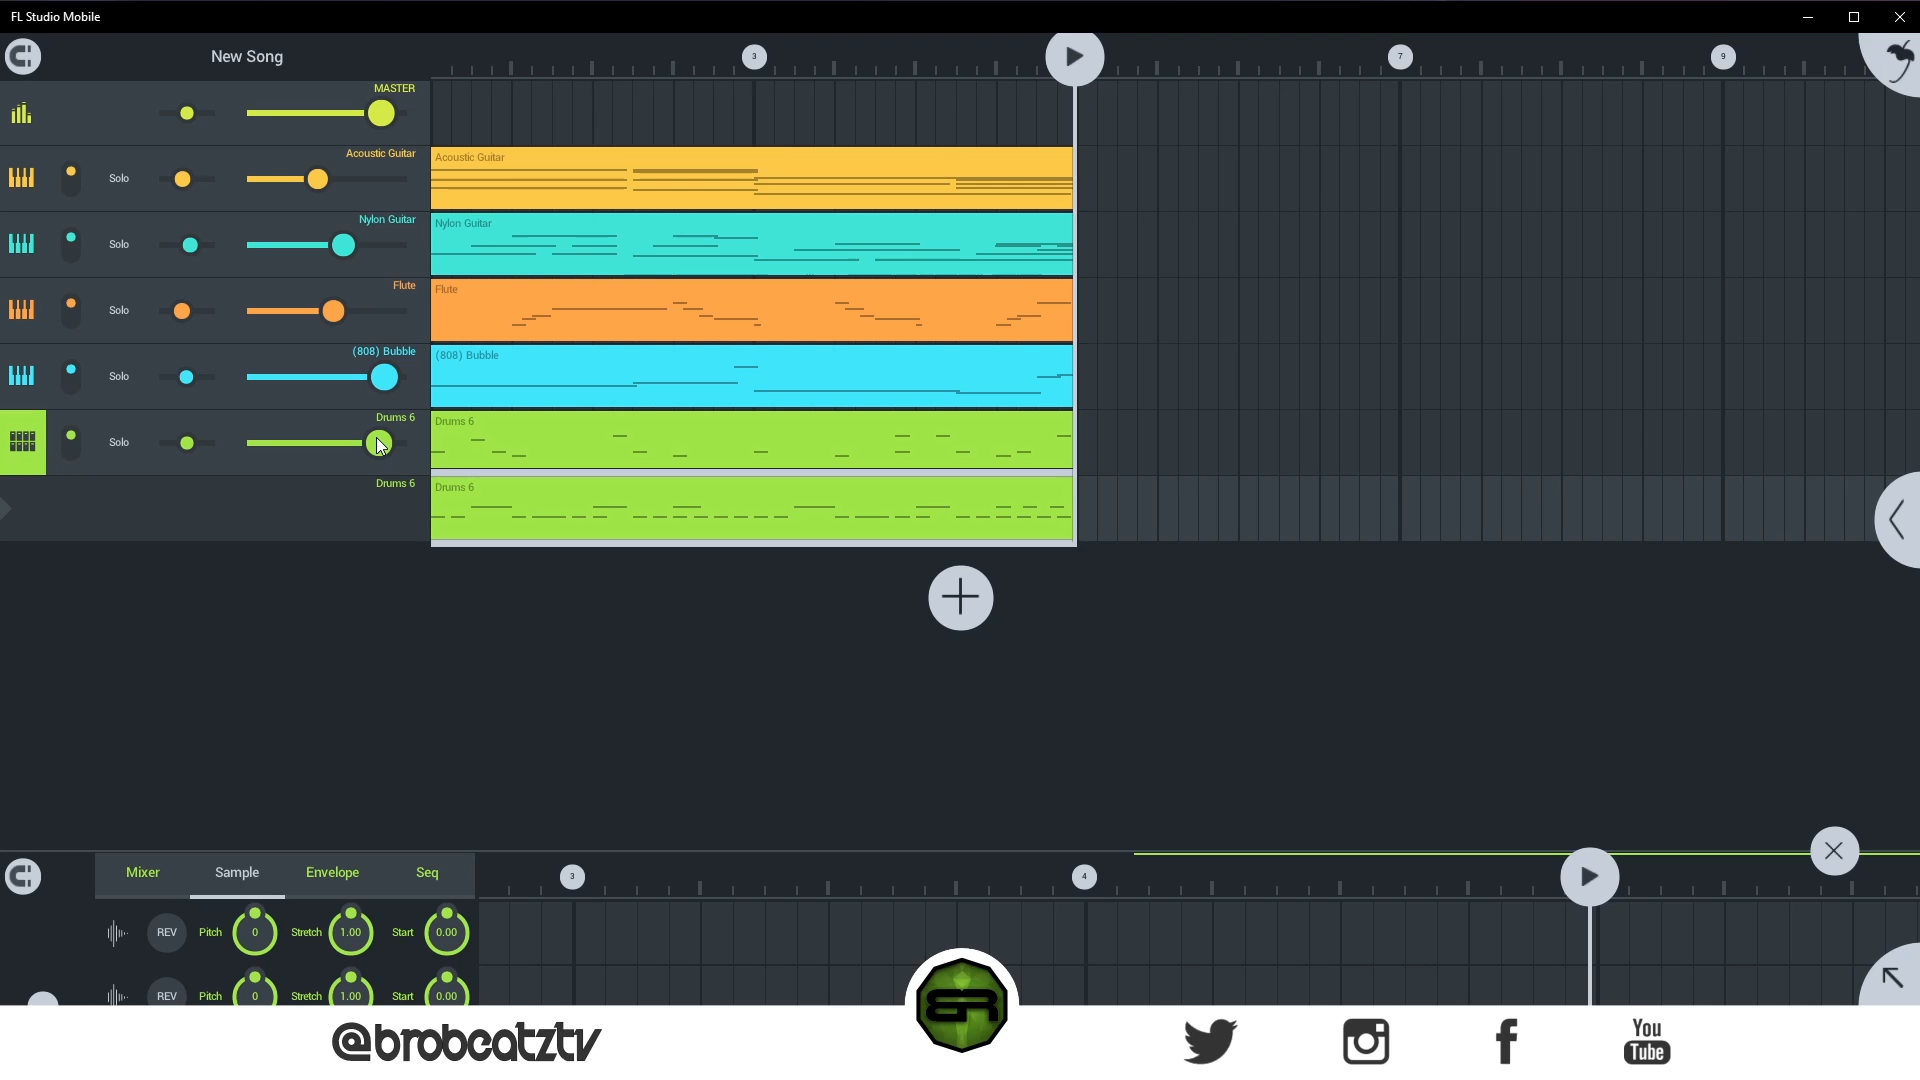 FL Studio Mobile
New Song
3
7
9
MASTER
Acoustic Guitar
Solo
Acoustic Guitar
Nylon Guitar
Solo
Nylon Guitar
Flute
Solo
Flute
(808) Bubble
Solo
(808) Bubble
Drums 6
Solo
Drums 6
Drums 6
Drums 6
Mixer
Sample
Envelope
Seq
3
4
REV
Pitch
0
Stretch
1.00
Start
0.00
REV
Pitch
0
Stretch
1.00
Start
0.00
@brobcatztv
BR
You
Tube